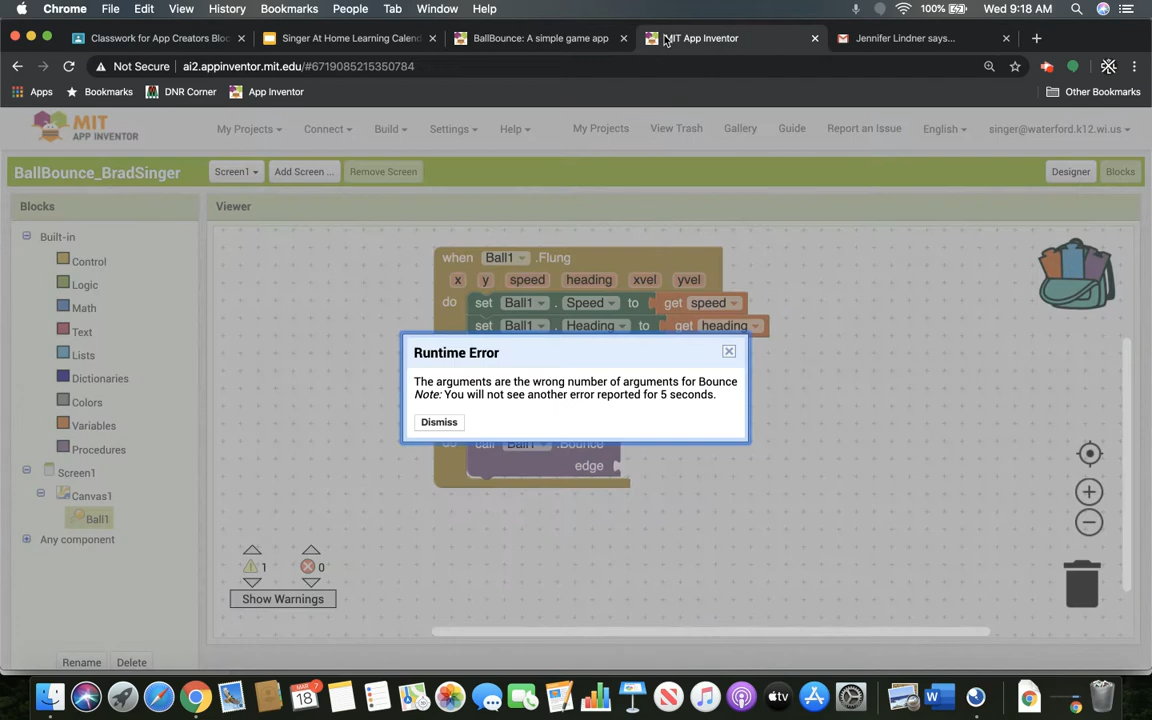 Chrome File Edit View History Bookmarks People Tab Window Help 100% Wed 9:18 AM
Classwork for App Creators Bloc
Singer At Home Learning Calend
BallBounce: A simple game app
MIT App Inventor
Jennifer Lindner says...
Not Secure ai2.appinventor.mit.edu/#6719085215350784
Apps Bookmarks DNR Corner App Inventor Other Bookmarks
MIT
APP INVENTOR
My Projects Connect Build Settings Help My Projects View Trash Gallery Guide Report an Issue English singer@waterford.k12.wi.us
BallBounce_BradSinger Screen1 Add Screen ... Remove Screen Designer Blocks
Blocks Viewer
Built-in
Control
Logic
Math
Text
Lists
Dictionaries
Colors
Variables
Procedures
Screen1
Canvas1
Ball1
Any component
Rename Delete
when Ball1 .Flung
x y speed heading xvel yvel
do set Ball1 . Speed to get speed
set Ball1 . Heading to get heading
Runtime Error
The arguments are the wrong number of arguments for Bounce
Note: You will not see another error reported for 5 seconds.
Dismiss
do call Ball1 .Bounce
edge
1 0
Show Warnings
MAR
18
7
tv
W